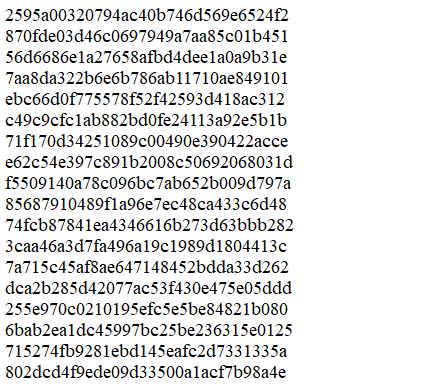 2595a00320794ac40b746d569e6524f2
870fde03d46c0697949a7aa85c01b451
56d6686e1a27658afbd4dee1a0a9b31e
7aa8da322b6e6b786ab11710ae849101
ebc66d0f775578f52f42593d418ac312
c49c9cfc1ab882bd0fe24113a92e5b1b
71f170d34251089c00490e390422acce
e62c54e397c891b2008c50692068031d
f5509140a78c096bc7ab652b009d797a
85687910489f1a96e7ec48ca433c6d48
74fcb87841ea4346616b273d63bbb282
3caa46a3d7fa496a19c1989d1804413c
7a715c45af8ae647148452bdda33d262
dca2b285d42077ac53f430e475e05ddd
255e970c0210195efc5e5be84821b080
6bab2ea1dc45997bc25be236315e0125
715274fb9281ebd145eafc2d7331335a
802dcd4f9ede09d33500a1acf7b98a4e